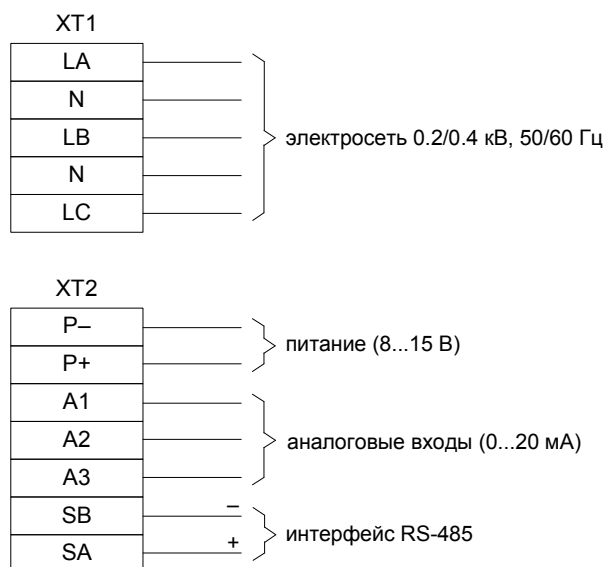 XT1
LA
N
LB
N
LC
электросеть 0.2/0.4 кВ, 50/60 Гц
XT2
P–
P+
питание (8...15 В)
A1
A2
A3
аналоговые входы (0...20 мА)
SB –
SA +
интерфейс RS-485